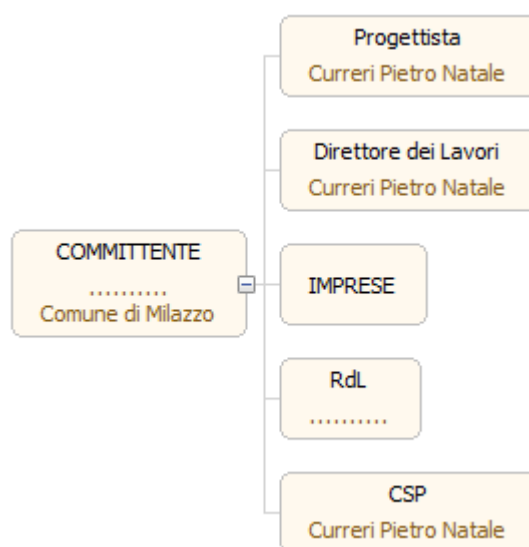 Progettista
Curreri Pietro Natale
Direttore dei Lavori
Curreri Pietro Natale
COMMITTENTE
..........
Comune di Milazzo
IMPRESE
RdL
..........
CSP
Curreri Pietro Natale